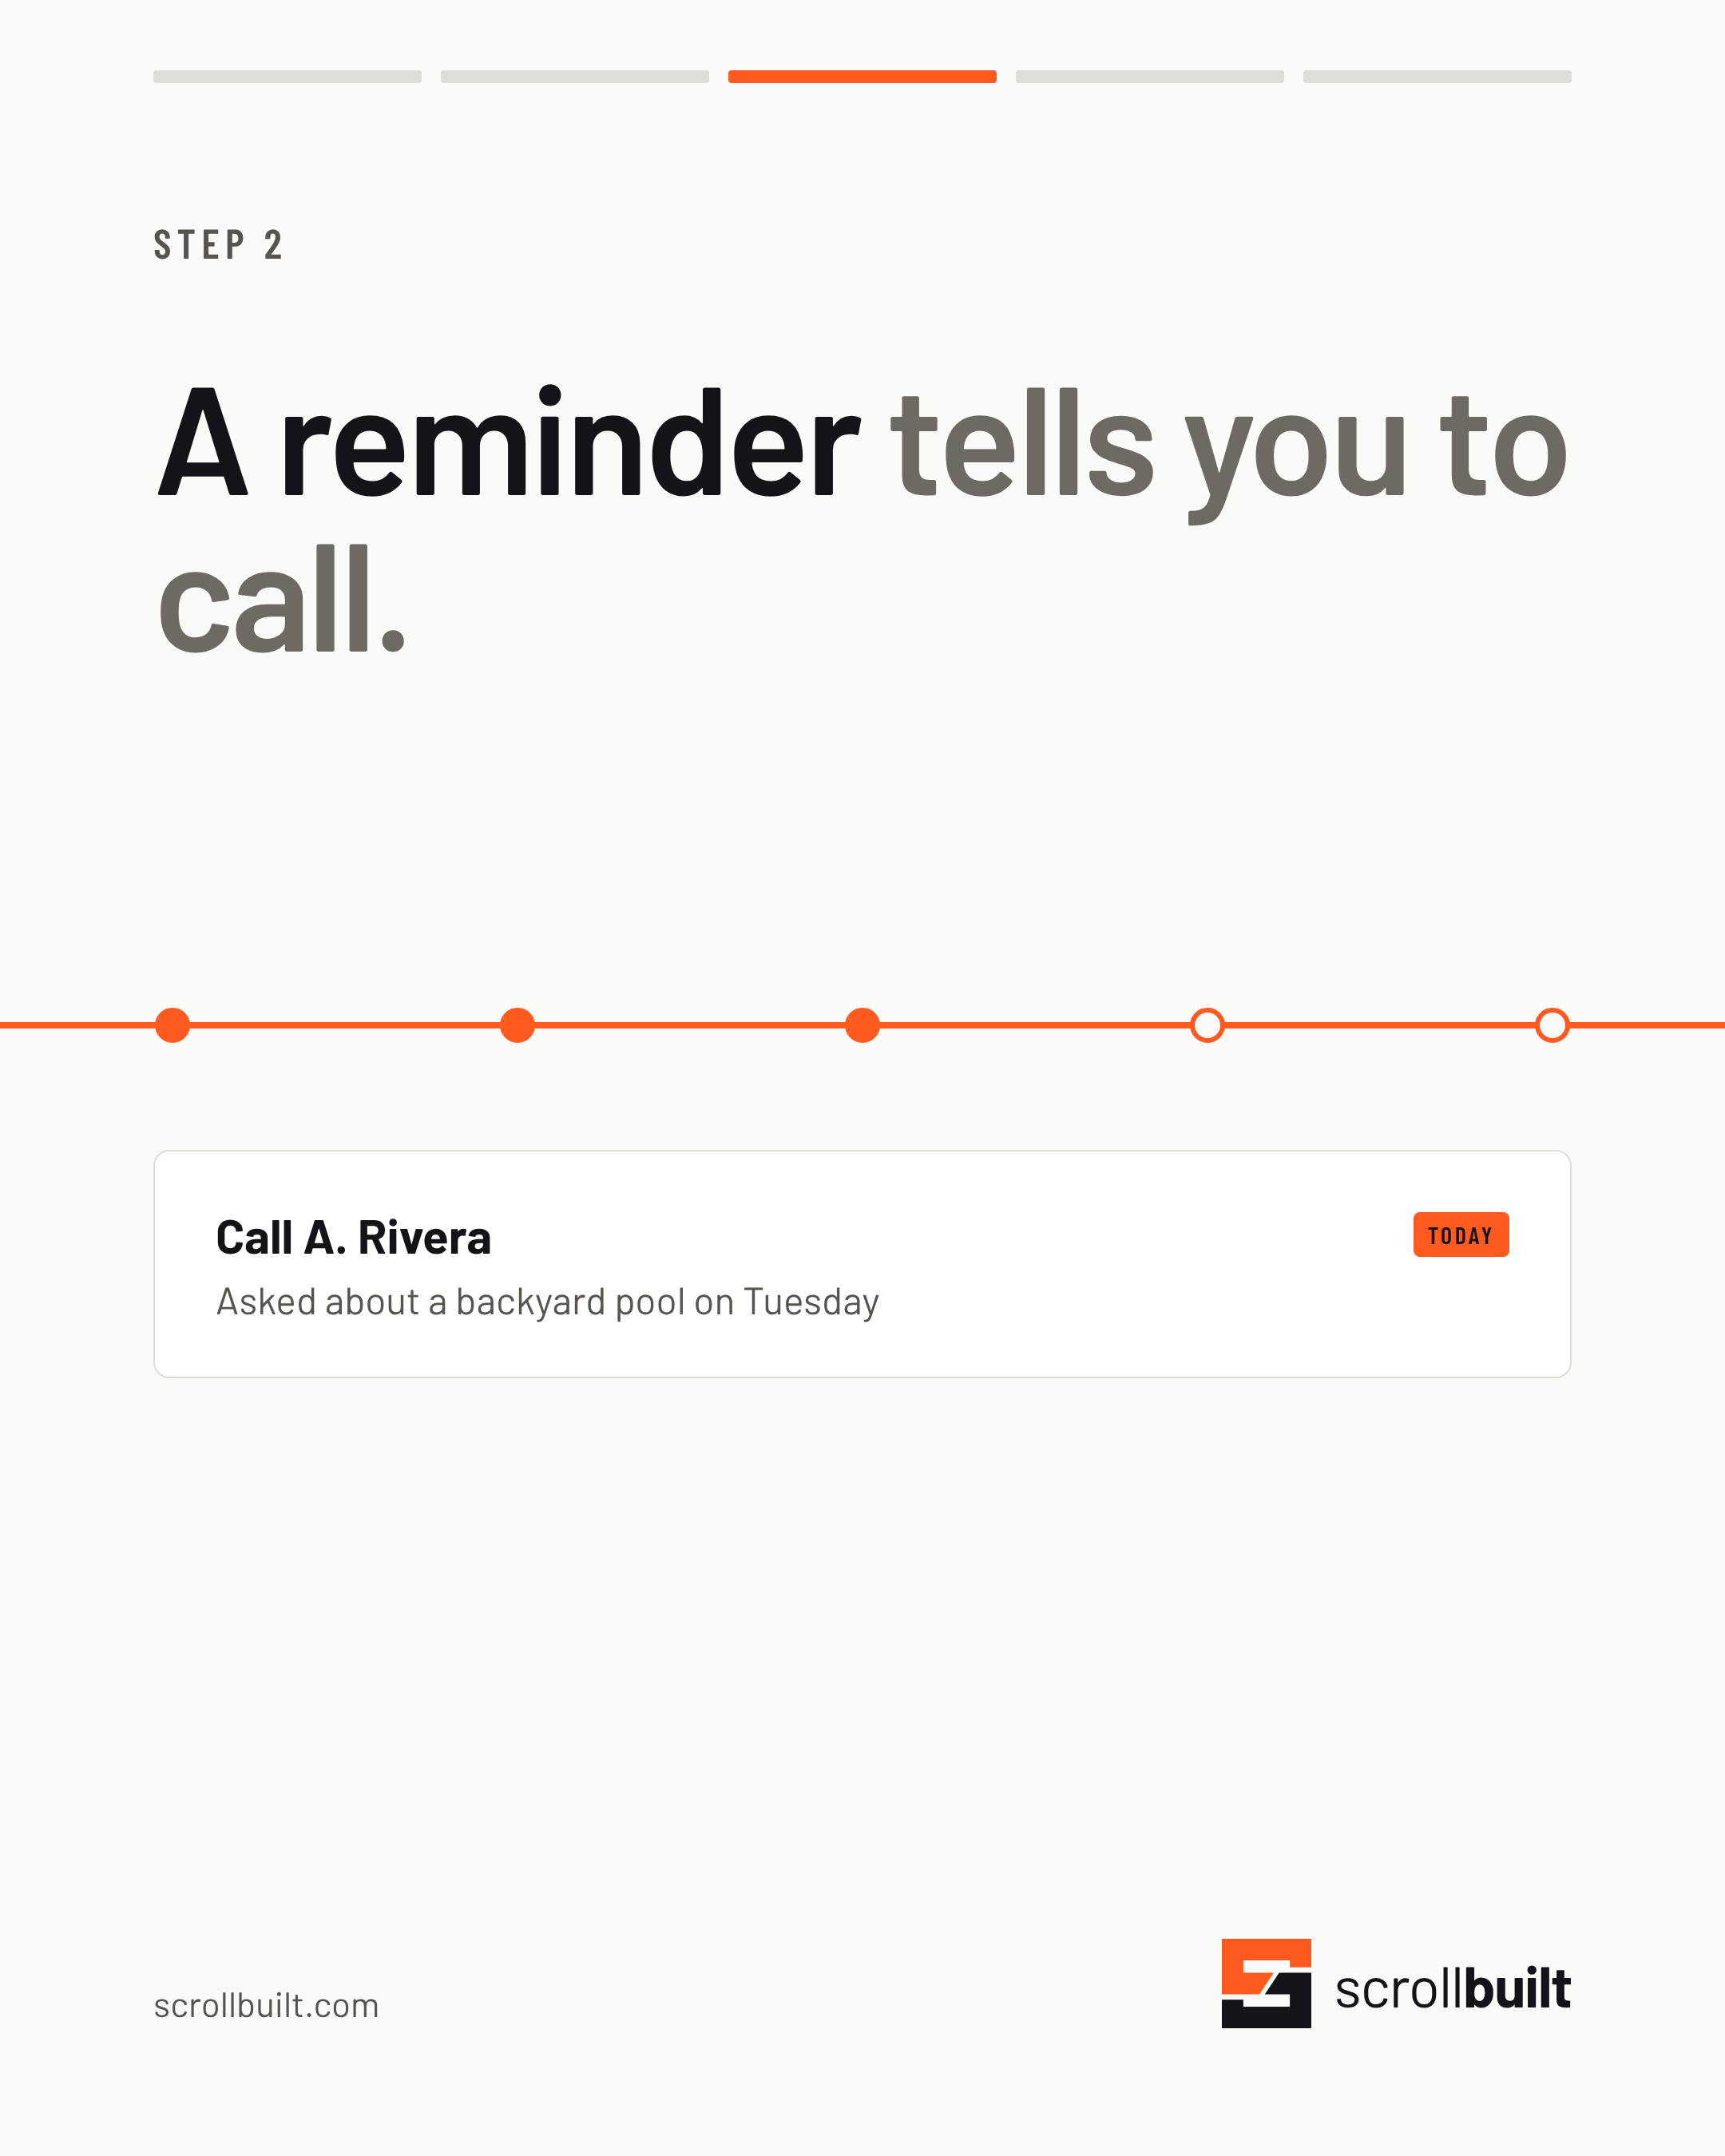 STEP 2
A reminder tells you to
call.
Call A. Rivera
TODAY
Asked about a backyard pool on Tuesday
scrollbuilt.com
scrollbuilt